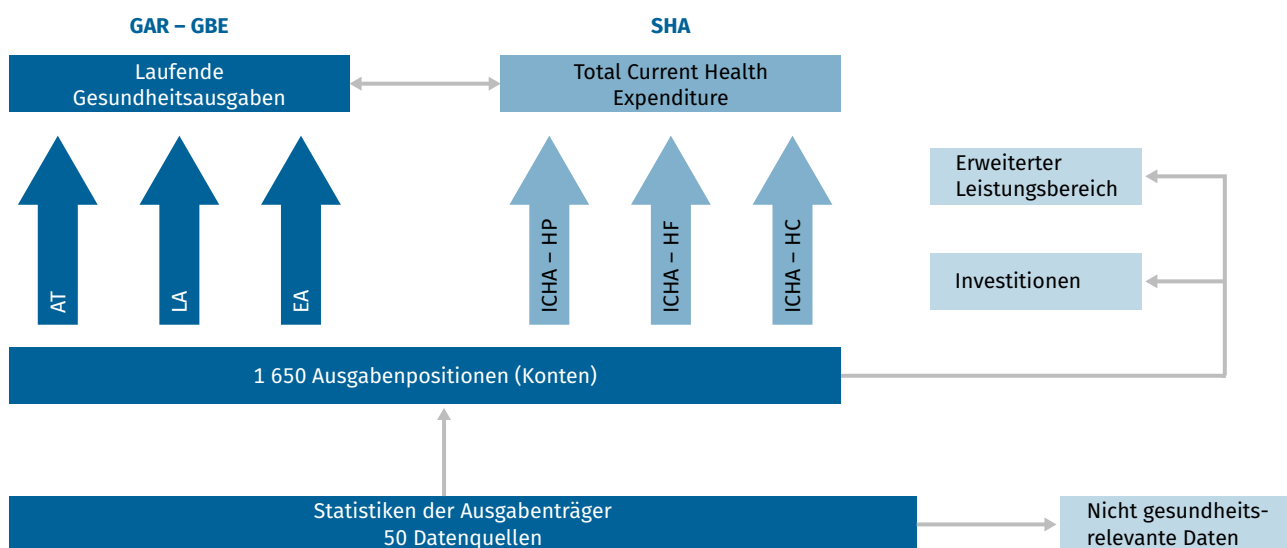 GAR – GBE
SHA
Laufende
Gesundheitsausgaben
Total Current Health
Expenditure
AT
LA
EA
ICHA – HP
ICHA – HF
ICHA – HC
Erweiterter
Leistungsbereich
Investitionen
1 650 Ausgabenpositionen (Konten)
Statistiken der Ausgabenträger
50 Datenquellen
Nicht gesundheits-
relevante Daten